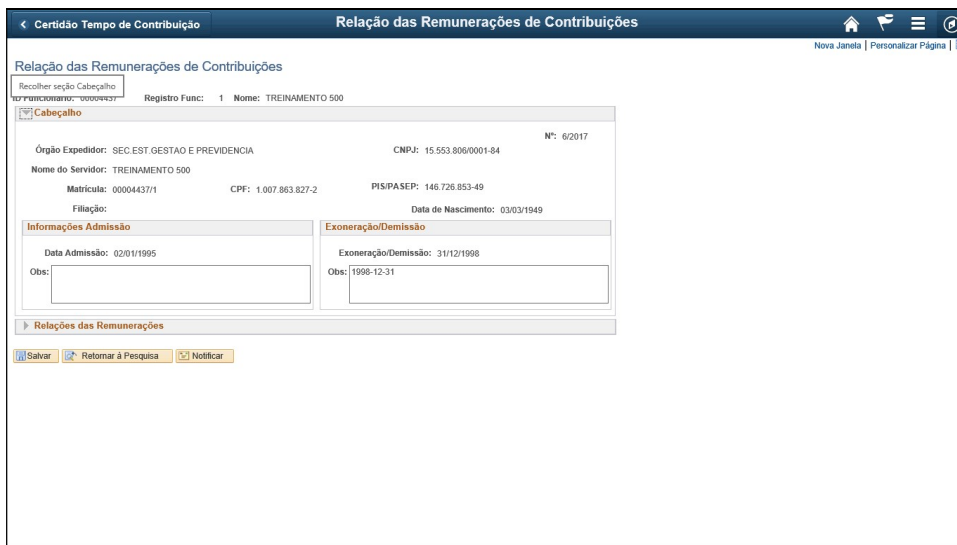 Certidão Tempo de Contribuição
Relação das Remunerações de Contribuições
Nova Janela | Personalizar Página |
Relação das Remunerações de Contribuições
Recolher seção Cabeçalho
ID Funcionário: 00004437 Registro Func: 1 Nome: TREINAMENTO 500
Cabeçalho
Nº: 6/2017
Órgão Expedidor: SEC.EST.GESTAO E PREVIDENCIA CNPJ: 15.553.806/0001-84
Nome do Servidor: TREINAMENTO 500
Matrícula: 00004437/1 CPF: 1.007.863.827-2 PIS/PASEP: 146.726.853-49
Filiação: Data de Nascimento: 03/03/1949
Informações Admissão Exoneração/Demissão
Data Admissão: 02/01/1995 Exoneração/Demissão: 31/12/1998
Obs: Obs: 1998-12-31
Relações das Remunerações
Salvar Retornar à Pesquisa Notificar